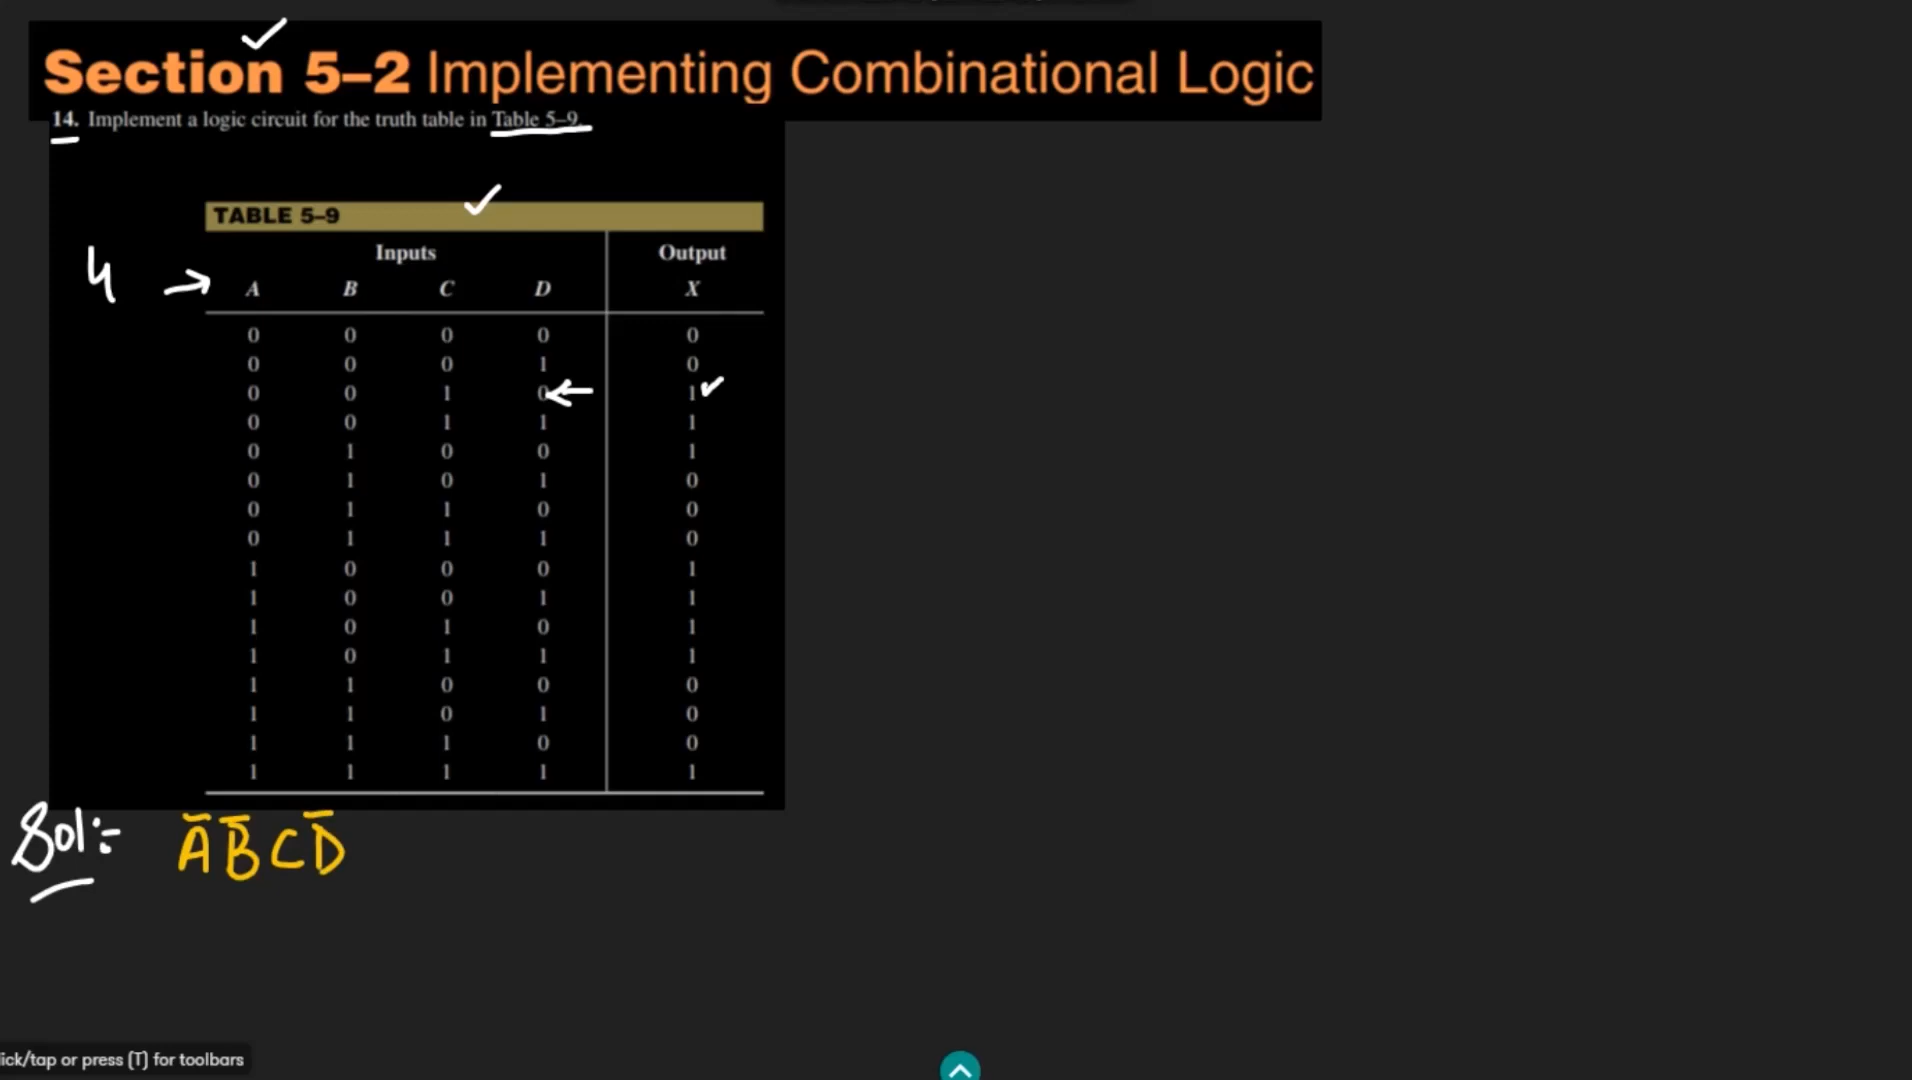 Section 5–2 Implementing Combinational Logic
14. Implement a logic circuit for the truth table in Table 5–9.
TABLE 5–9
Inputs Output
4 → A B C D X
0 0 0 0 0
0 0 0 1 0
0 0 1 0 1
0 0 1 1 1
0 1 0 0 1
0 1 0 1 0
0 1 1 0 0
0 1 1 1 0
1 0 0 0 1
1 0 0 1 1
1 0 1 0 1
1 0 1 1 1
1 1 0 0 0
1 1 0 1 0
1 1 1 0 0
1 1 1 1 1
Sol:- A̅ B̅ C D̅
lick/tap or press (T) for toolbars